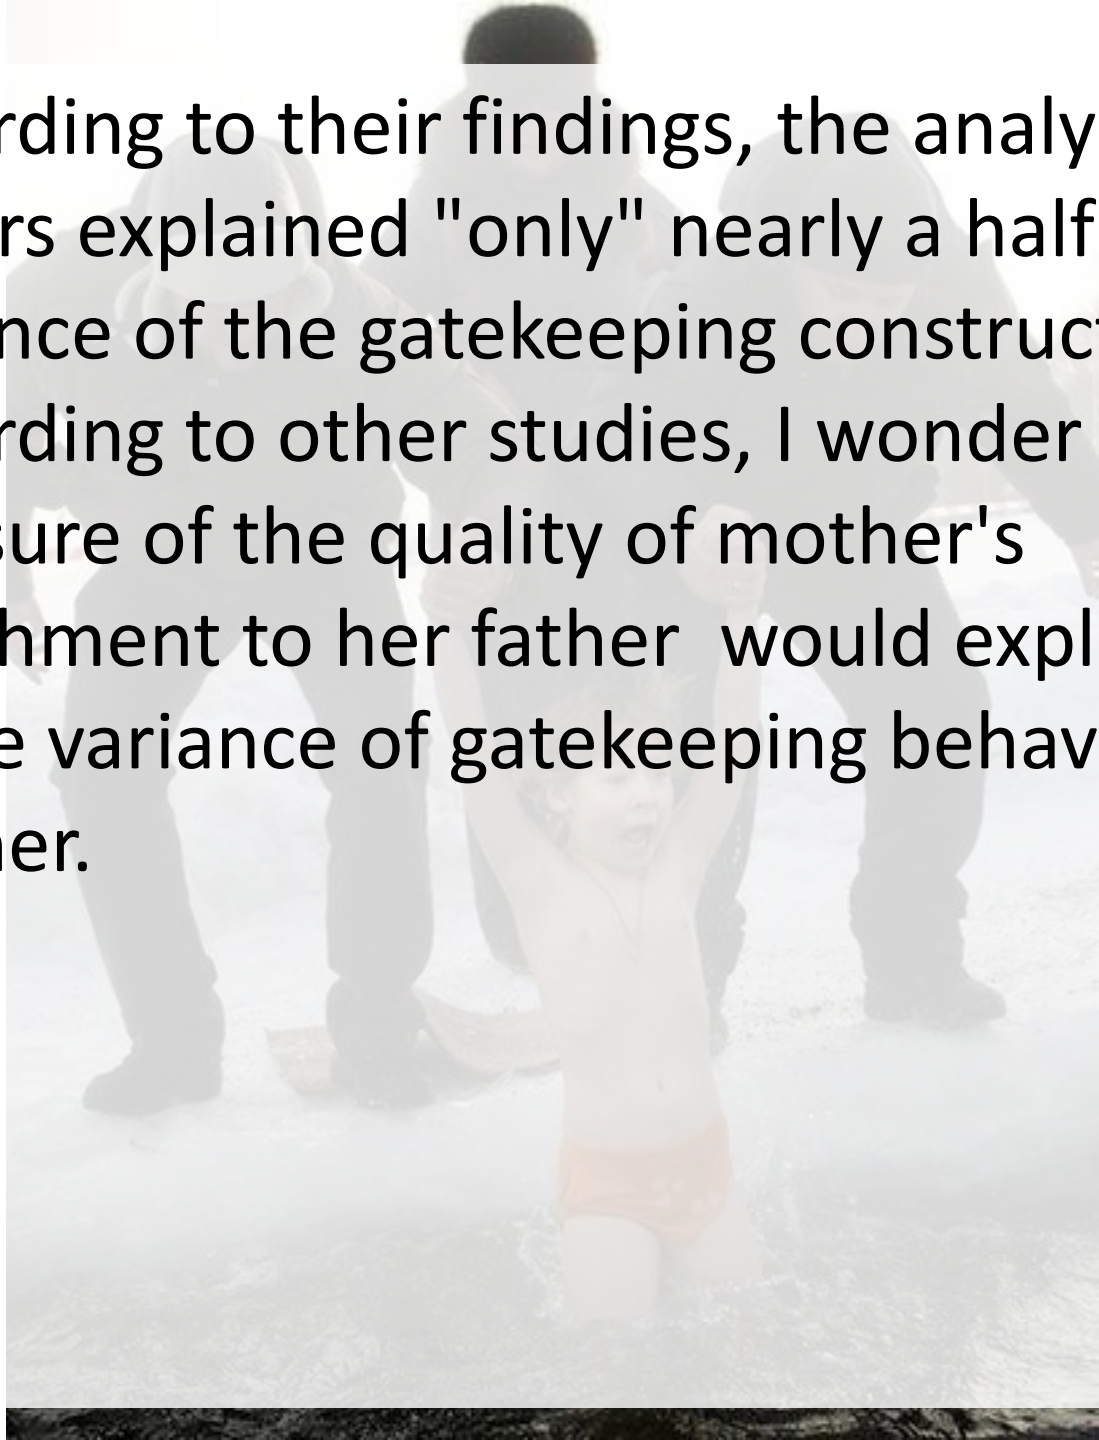 rding to their findings, the analy
rs explained "only" nearly a half
nce of the gatekeeping construct
rding to other studies, I wonder
sure of the quality of mother's
hment to her father  would expl
e variance of gatekeeping behav
her.